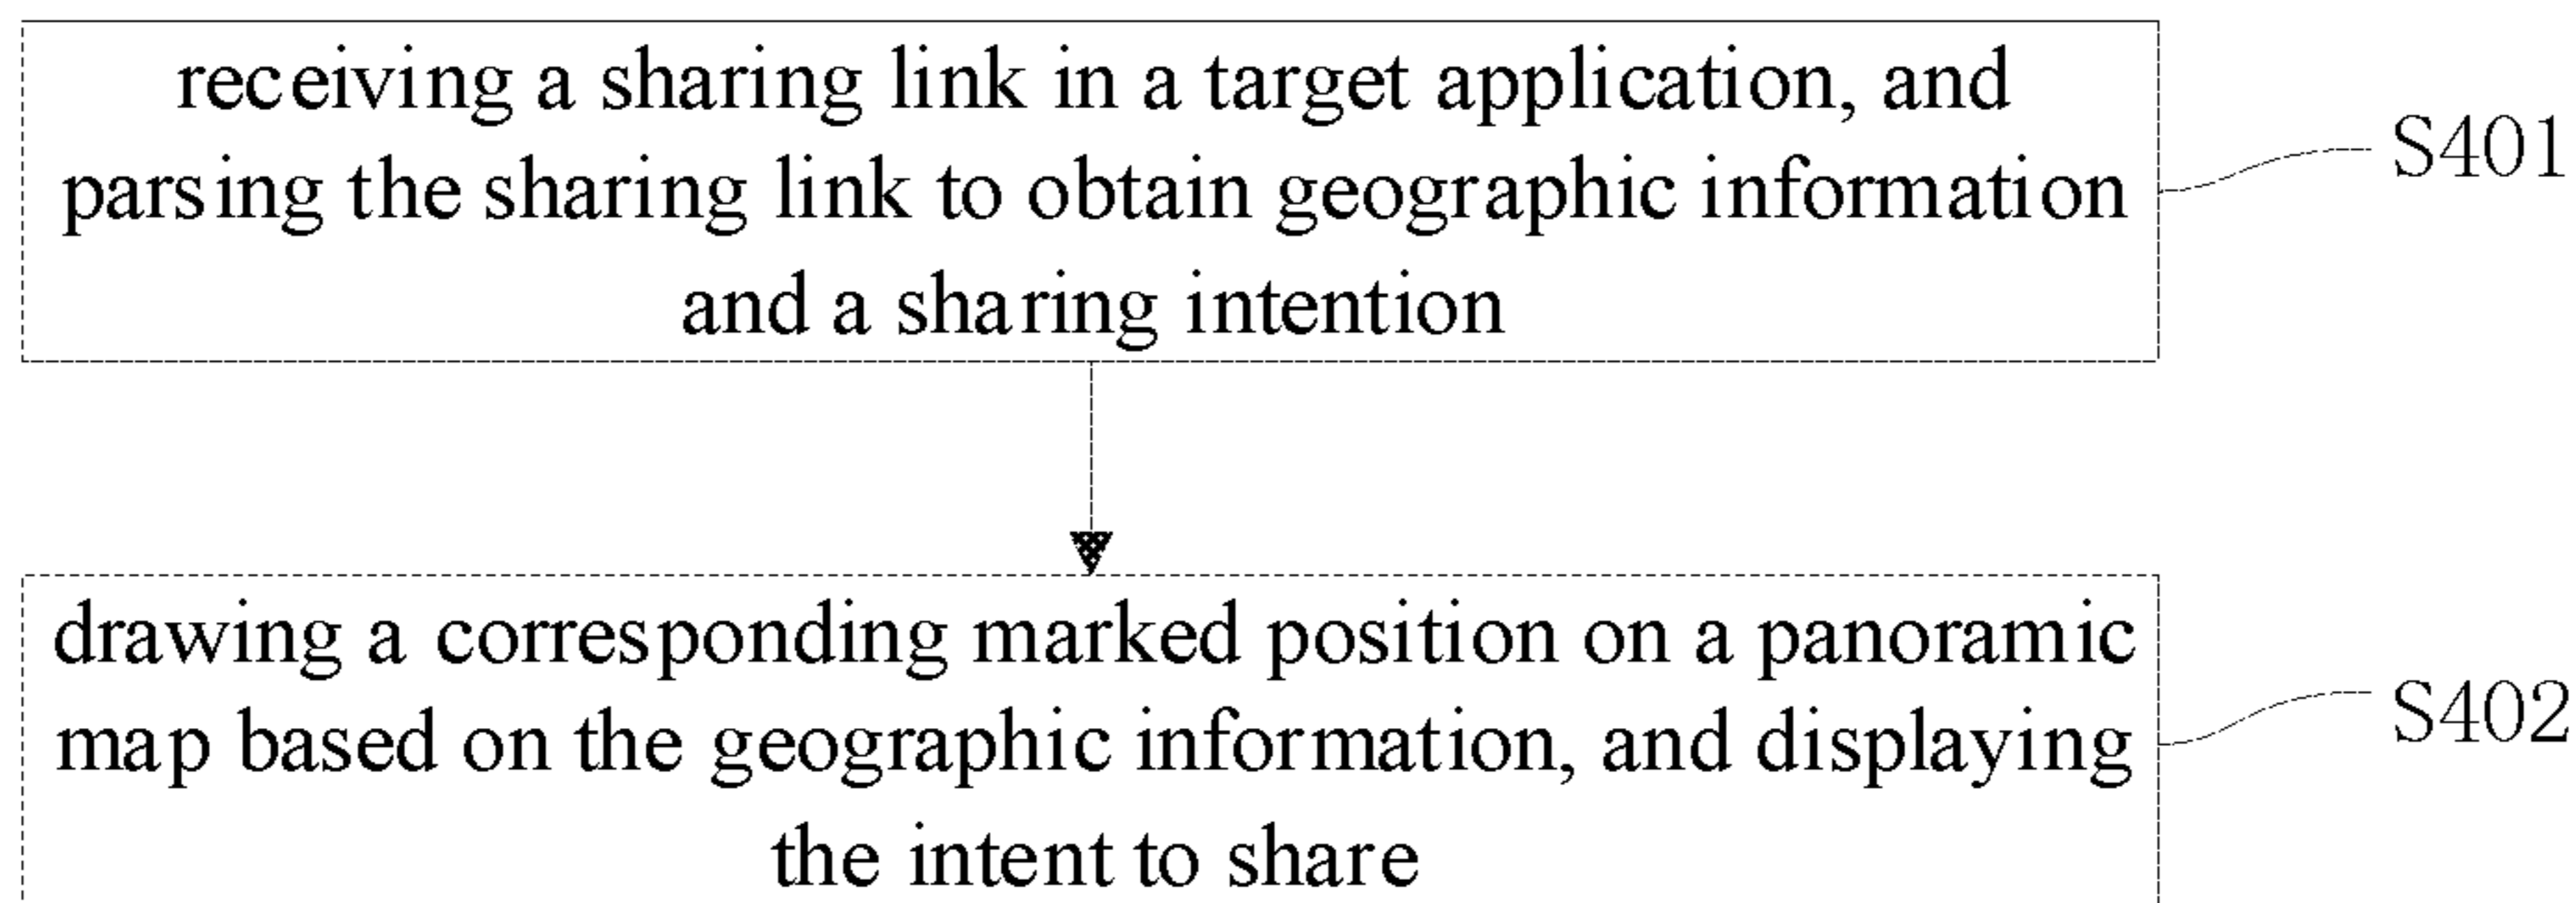 receiving a sharing link in a target application, and
parsing the sharing link to obtain geographic information
and a sharing intention
S401
drawing a corresponding marked position on a panoramic
map based on the geographic information, and displaying
the intent to share
S402